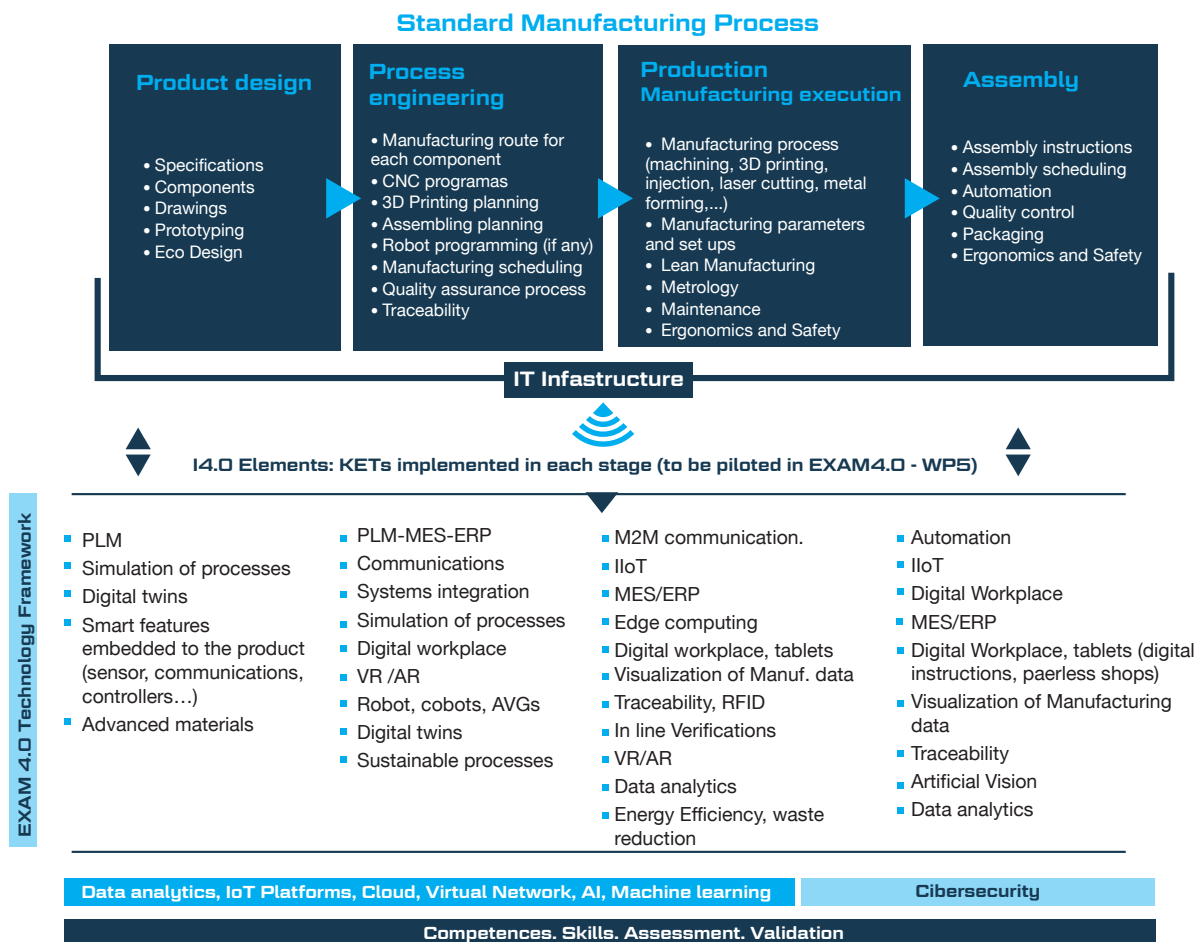 Standard Manufacturing Process
Product design
• Specifications
• Components
• Drawings
• Prototyping
• Eco Design
Process
engineering
• Manufacturing route for
each component
• CNC programas
• 3D Printing planning
• Assembling planning
• Robot programming (if any)
• Manufacturing scheduling
• Quality assurance process
• Traceability
Production
Manufacturing execution
• Manufacturing process
(machining, 3D printing,
injection, laser cutting, metal
forming,...)
• Manufacturing parameters
and set ups
• Lean Manufacturing
• Metrology
• Maintenance
• Ergonomics and Safety
Assembly
• Assembly instructions
• Assembly scheduling
• Automation
• Quality control
• Packaging
• Ergonomics and Safety
IT Infastructure
I4.0 Elements: KETs implemented in each stage (to be piloted in EXAM4.0 - WP5)
EXAM 4.0 Technology Framework
PLM
Simulation of processes
Digital twins
Smart features
embedded to the product
(sensor, communications,
controllers…)
Advanced materials
PLM-MES-ERP
Communications
Systems integration
Simulation of processes
Digital workplace
VR /AR
Robot, cobots, AVGs
Digital twins
Sustainable processes
M2M communication.
IIoT
MES/ERP
Edge computing
Digital workplace, tablets
Visualization of Manuf. data
Traceability, RFID
In line Verifications
VR/AR
Data analytics
Energy Efficiency, waste
reduction
Automation
IIoT
Digital Workplace
MES/ERP
Digital Workplace, tablets (digital
instructions, paerless shops)
Visualization of Manufacturing
data
Traceability
Artificial Vision
Data analytics
Data analytics, IoT Platforms, Cloud, Virtual Network, AI, Machine learning
Cibersecurity
Competences. Skills. Assessment. Validation